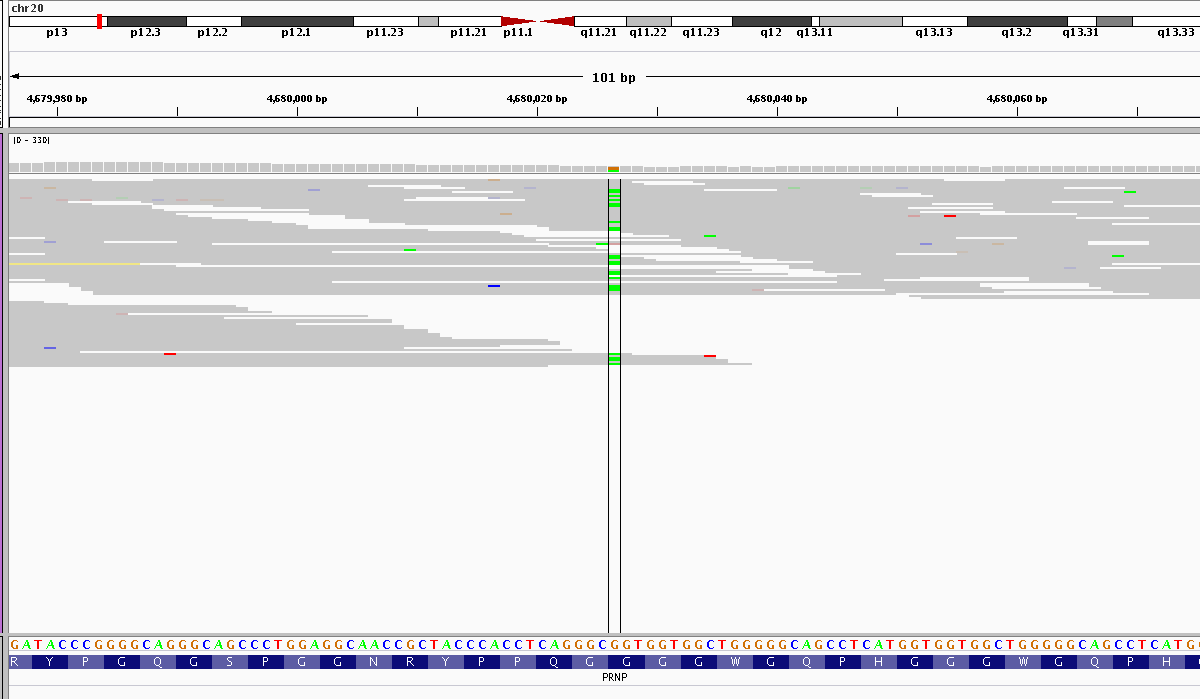 chr20
p13 p12.3 p12.2 p12.1 p11.23 p11.21 p11.1 q11.21 q11.22 q11.23 q12 q13.11 q13.13 q13.2 q13.31 q13.33
101 bp
4,679,980 bp 4,680,000 bp 4,680,020 bp 4,680,040 bp 4,680,060 bp
[0 - 330]
G A T A C C C G G G G C A G G G C A G C C C T G G A G G C A A C C G C T A C C C A C C T C A G G G C G G T G G T G G C T G G G G G C A G C C T C A T G G T G G T G G C T G G G G G C A G C C T C A T G
R Y P G Q G S P G G N R Y P P Q G G G G W G Q P H G G G W G Q P H
PRNP